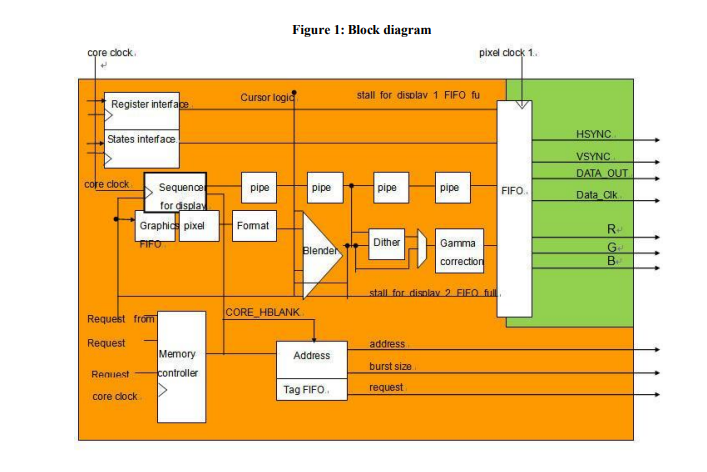 Figure 1: Block diagram
core clock
pixel clock 1
Register interface
Cursor logic
stall for display 1 FIFO fu
States interface
HSYNC
VSYNC
DATA_OUT
core clock
Sequencer
for display
pipe
pipe
pipe
pipe
FIFO
Data_Clk
Graphics
FIFO
pixel
Format
Blender
Dither
Gamma
correction
R
G
B
stall for display 2 FIFO full
Request from
CORE_HBLANK
Request
Memory
controller
Address
address
burst size
Request
Tag FIFO
request
core clock